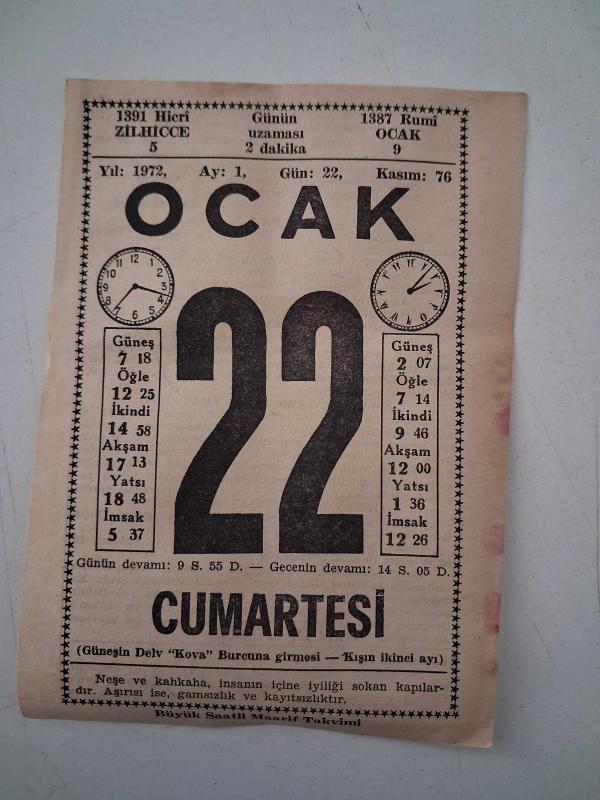 1391 Hicrî Günün 1387 Rumî
ZİLHİCCE uzaması OCAK
5 2 dakika 9
Yıl: 1972, Ay: 1, Gün: 22, Kasım: 76
OCAK
22
Güneş
7 18
Öğle
12 25
İkindi
14 58
Akşam
17 13
Yatsı
18 48
İmsak
5 37
Güneş
2 07
Öğle
7 14
İkindi
9 46
Akşam
12 00
Yatsı
1 36
İmsak
12 26
Günün devamı: 9 S. 55 D. — Gecenin devamı: 14 S. 05 D.
CUMARTESİ
(Güneşin Delv "Kova" Burcuna girmesi — Kışın ikinci ayı)
Neşe ve kahkaha, insanın içine iyiliği sokan kapılar-
dır. Aşırısı ise, gamsızlık ve kayıtsızlıktır.
Büyük Saatli Maarif Takvimi